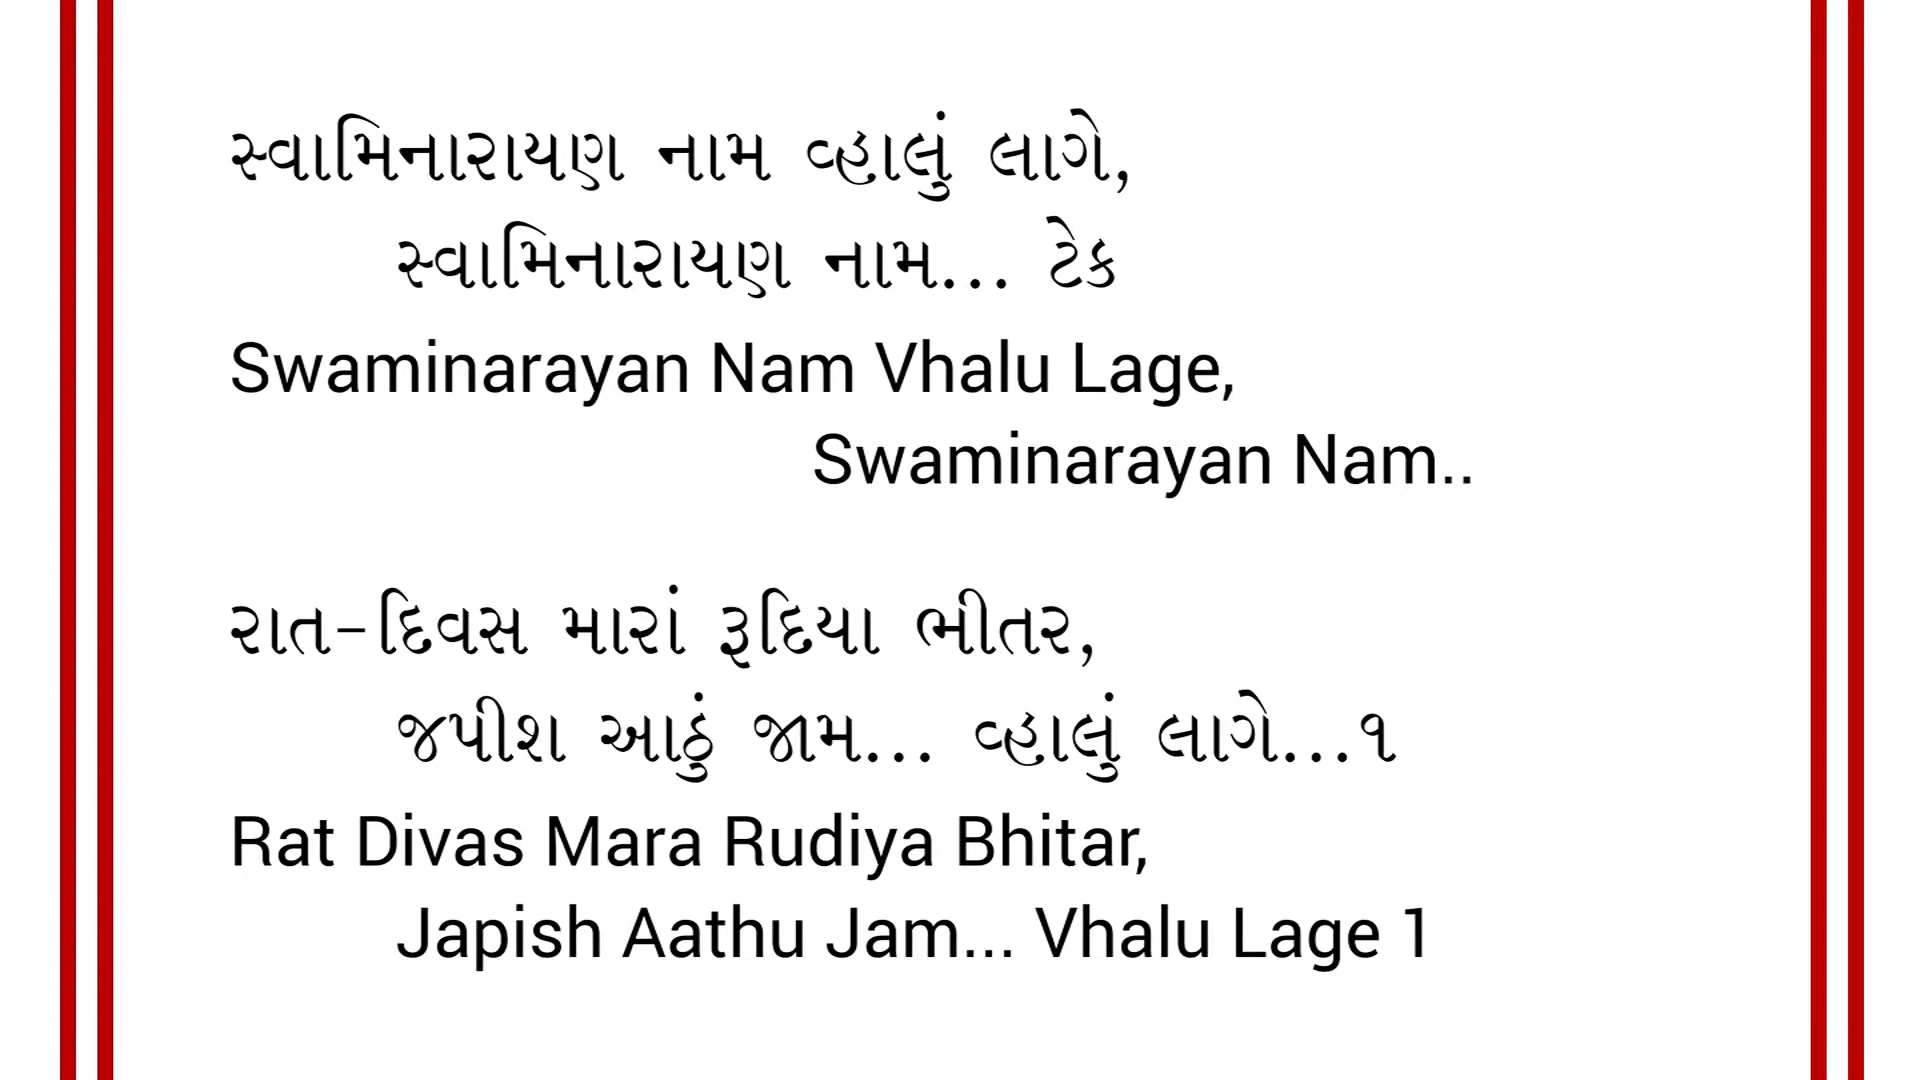 સ્વામિનારાયણ નામ વ્હાલું લાગે,
સ્વામિનારાયણ નામ... ટેક
Swaminarayan Nam Vhalu Lage,
Swaminarayan Nam..
રાત-દિવસ મારાં રૂદિયા ભીતર,
જપીશ આઠું જામ... વ્હાલું લાગે...૧
Rat Divas Mara Rudiya Bhitar,
Japish Aathu Jam... Vhalu Lage 1